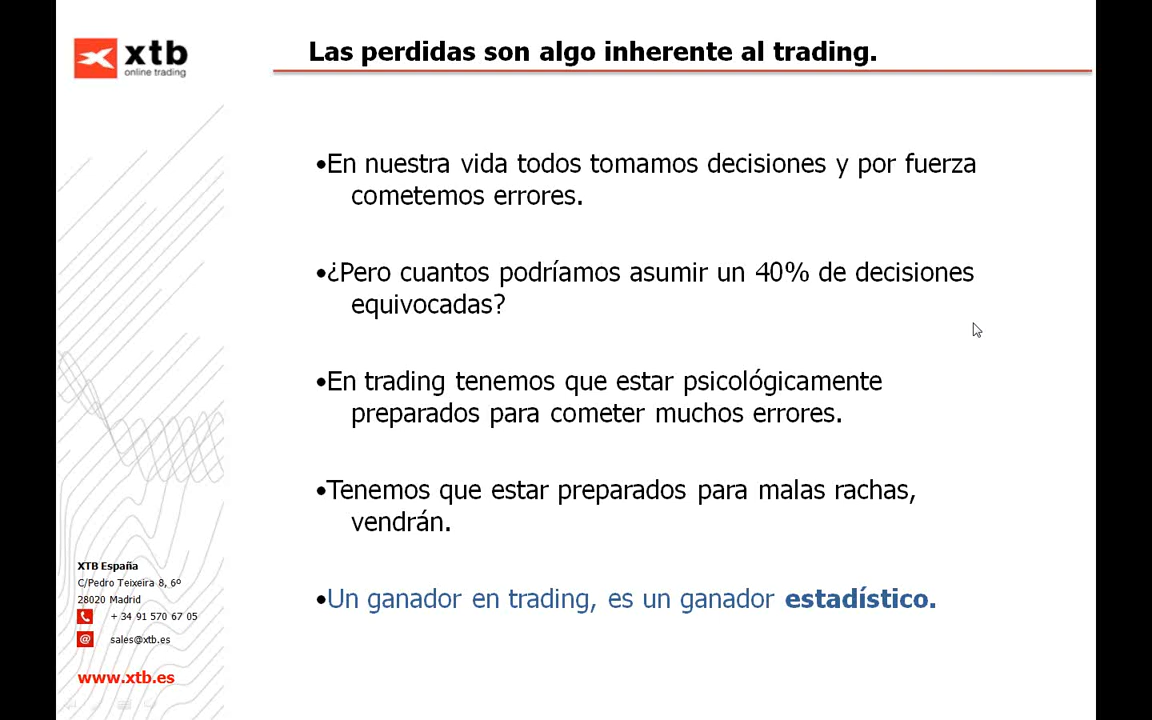 xtb
online trading
Las perdidas son algo inherente al trading.
•En nuestra vida todos tomamos decisiones y por fuerza
cometemos errores.
•¿Pero cuantos podríamos asumir un 40% de decisiones
equivocadas?
•En trading tenemos que estar psicológicamente
preparados para cometer muchos errores.
•Tenemos que estar preparados para malas rachas,
vendrán.
•Un ganador en trading, es un ganador estadístico.
XTB España
C/Pedro Teixeira 8, 6º
28020 Madrid
+ 34 91 570 67 05
@ sales@xtb.es
www.xtb.es